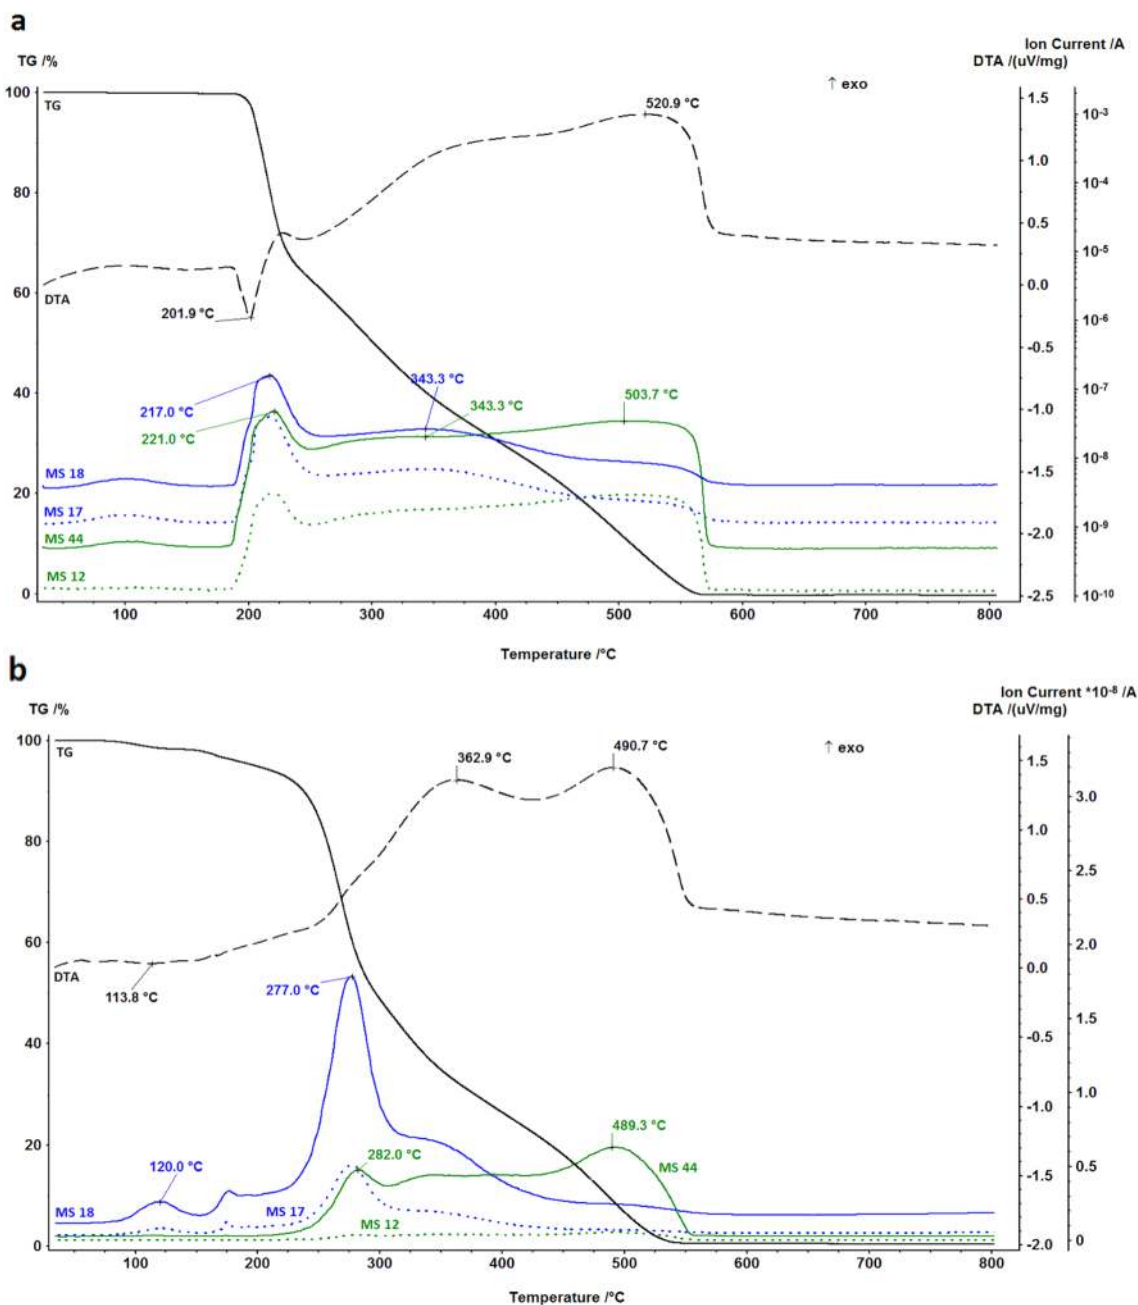 a
Ion Current /A
TG /%
DTA /(uV/mg)
↑ exo
100
TG
520.9 °C
1.5
10⁻³
80
1.0
10⁻⁴
0.5
10⁻⁵
60
DTA
201.9 °C
0.0
10⁻⁶
-0.5
40
217.0 °C
343.3 °C
343.3 °C
503.7 °C
10⁻⁷
221.0 °C
-1.0
MS 18
10⁻⁸
20
-1.5
MS 17
10⁻⁹
MS 44
-2.0
MS 12
0
-2.5
10⁻¹⁰
100 200 300 400 500 600 700 800
Temperature /°C
b
Ion Current *10⁻⁸ /A
TG /%
DTA /(uV/mg)
100
TG
362.9 °C
490.7 °C
↑ exo
1.5
3.0
80
1.0
2.5
60
0.5
2.0
DTA
113.8 °C
277.0 °C
0.0
1.5
40
-0.5
1.0
-1.0
20
120.0 °C
282.0 °C
489.3 °C
MS 44
0.5
-1.5
MS 18
MS 17
MS 12
0
-2.0
0
100 200 300 400 500 600 700 800
Temperature /°C